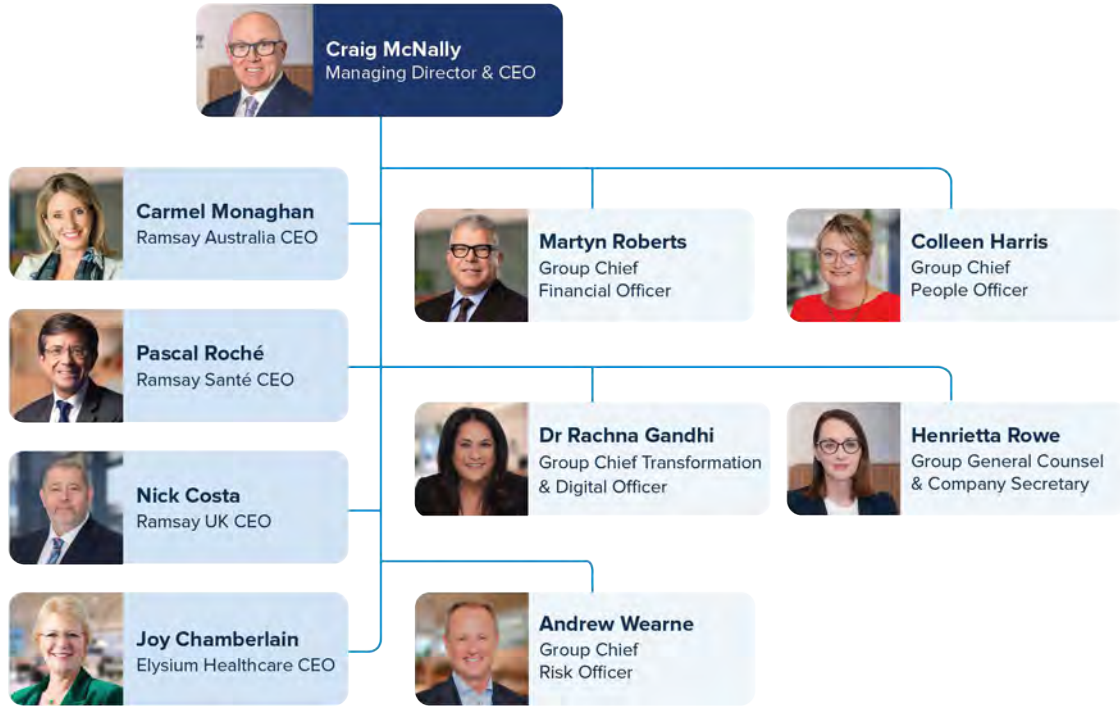 Craig McNally
Managing Director & CEO
Carmel Monaghan
Ramsay Australia CEO
Pascal Roché
Ramsay Santé CEO
Nick Costa
Ramsay UK CEO
Joy Chamberlain
Elysium Healthcare CEO
Martyn Roberts
Group Chief
Financial Officer
Colleen Harris
Group Chief
People Officer
Dr Rachna Gandhi
Group Chief Transformation
& Digital Officer
Henrietta Rowe
Group General Counsel
& Company Secretary
Andrew Wearne
Group Chief
Risk Officer